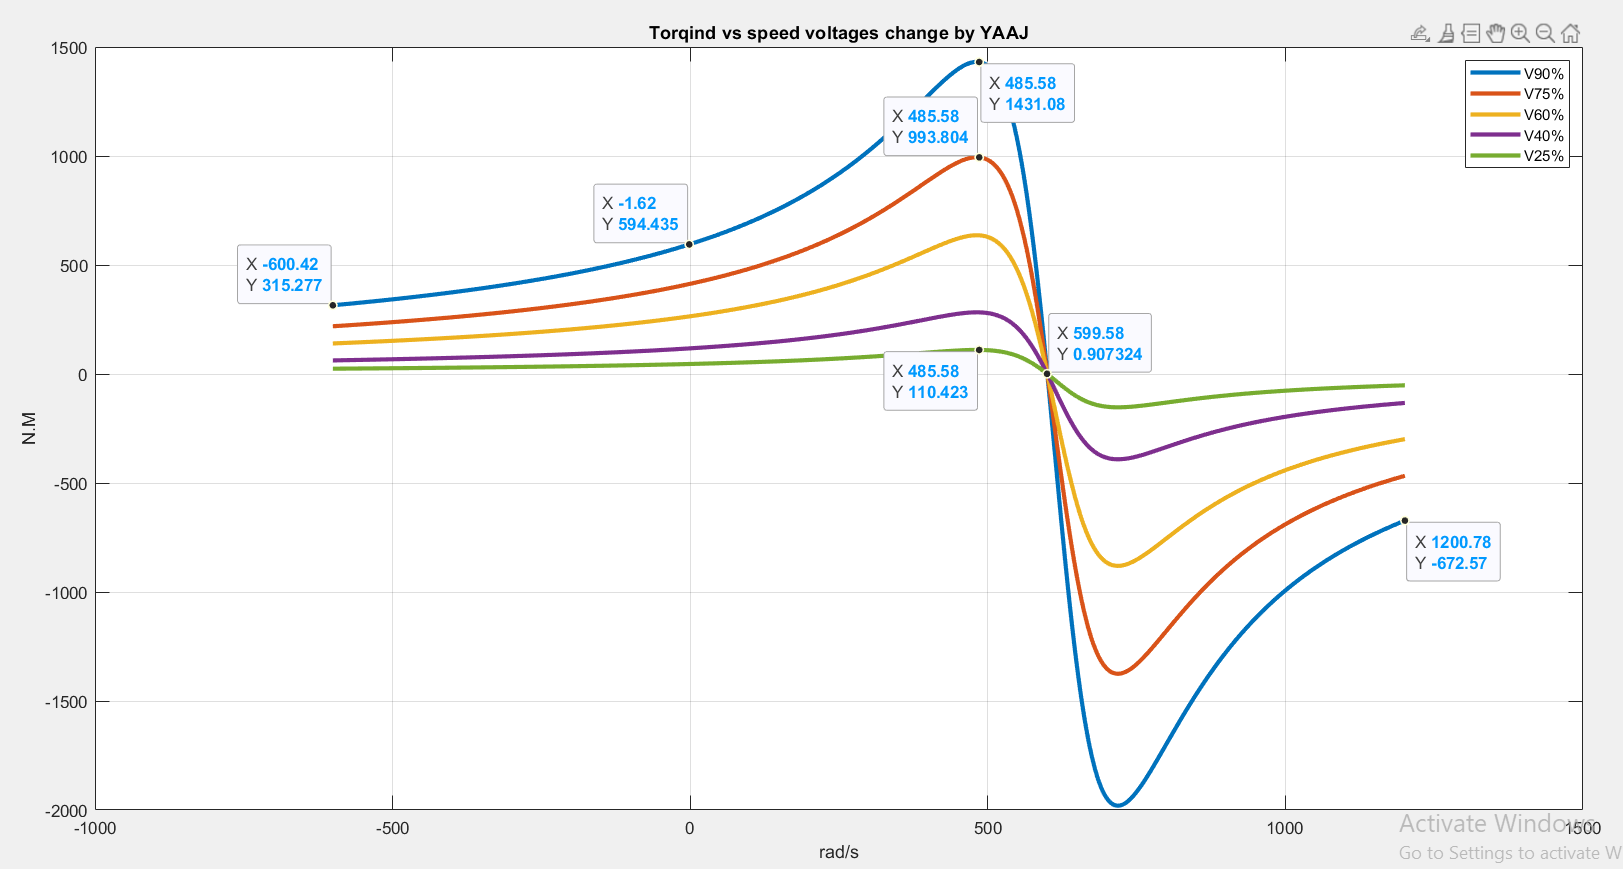 Torqind vs speed voltages change by YAAJ
1500
1000
500
0
-500
-1000
-1500
-2000
N.M
V90%
V75%
V60%
V40%
V25%
X 485.58
Y 1431.08
X 485.58
Y 993.804
X -1.62
Y 594.435
X -600.42
Y 315.277
X 599.58
Y 0.907324
X 485.58
Y 110.423
X 1200.78
Y -672.57
-1000
-500
0
500
1000
1500
rad/s
Activate Windows
Go to Settings to activate W